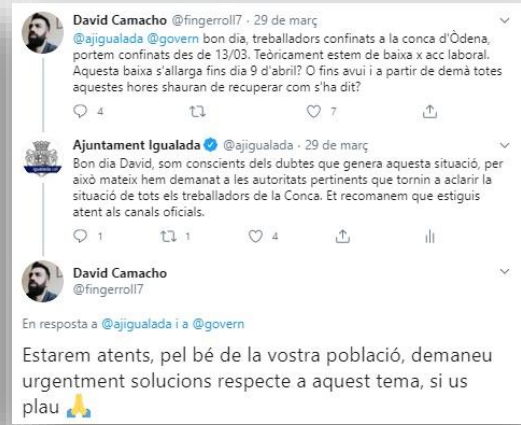 David Camacho @fingerroll7 · 29 de març
@ajigualada @govern bon dia, treballadors confinats a la conca d'Òdena,
portem confinats des de 13/03. Teòricament estem de baixa x acc laboral.
Aquesta baixa s'allarga fins dia 9 d'abril? O fins avui i a partir de demà totes
aquestes hores shauran de recuperar com s'ha dit?
4 7
Ajuntament Igualada @ajigualada · 29 de març
Bon dia David, som conscients dels dubtes que genera aquesta situació, per
això mateix hem demanat a les autoritats pertinents que tornin a aclarir la
situació de tots els treballadors de la Conca. Et recomanem que estiguis
atent als canals oficials.
1 1 4
David Camacho
@fingerroll7
En resposta a @ajigualada i a @govern
Estarem atents, pel bé de la vostra població, demaneu
urgentment solucions respecte a aquest tema, si us
plau 🙏